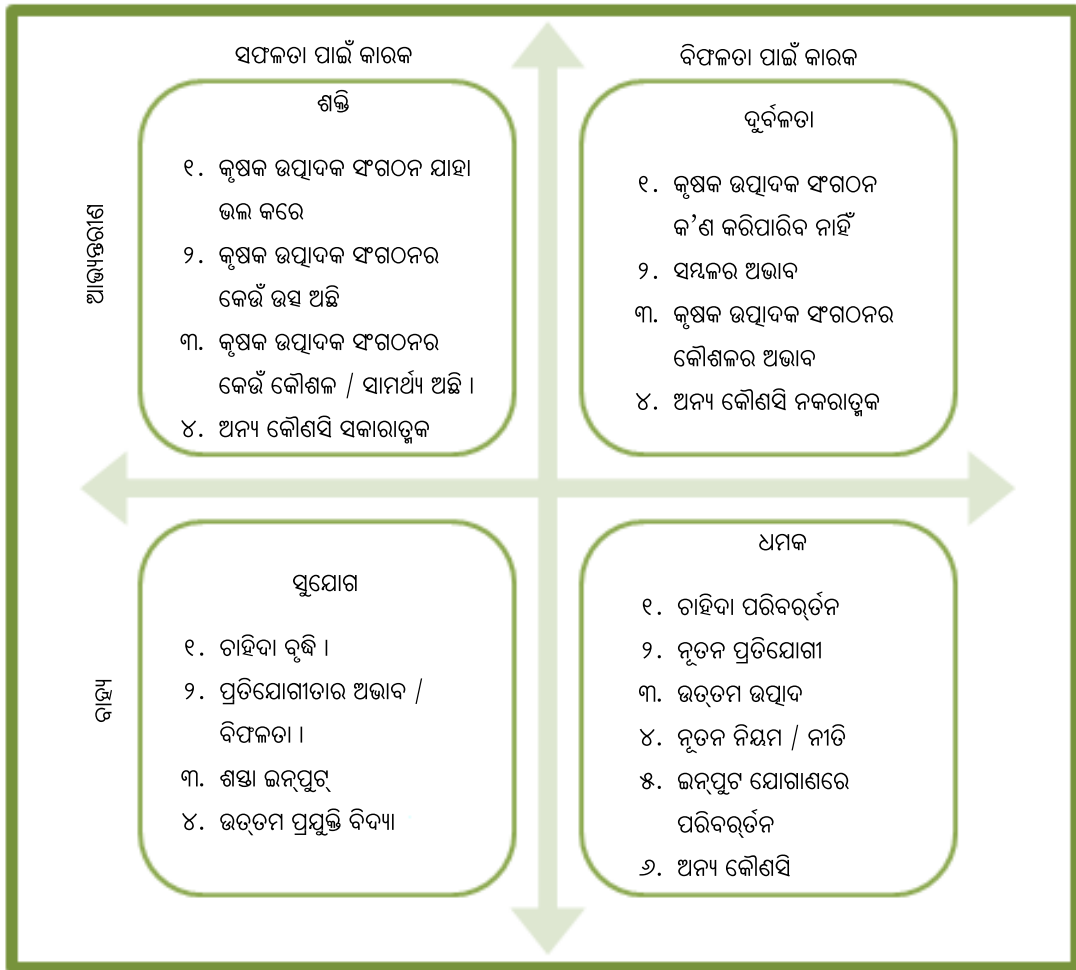 ସଫଳତା ପାଇଁ କାରକ
ବିଫଳତା ପାଇଁ କାରକ
ଆଭ୍ୟନ୍ତରୀଣ
ଶକ୍ତି
୧. କୃଷକ ଉତ୍ପାଦକ ସଂଗଠନ ଯାହା
ଭଲ କରେ
୨. କୃଷକ ଉତ୍ପାଦକ ସଂଗଠନର
କେଉଁ ଉତ୍ସ ଅଛି
୩. କୃଷକ ଉତ୍ପାଦକ ସଂଗଠନର
କେଉଁ କୌଶଳ / ସାମର୍ଥ୍ୟ ଅଛି ।
୪. ଅନ୍ୟ କୌଣସି ସକାରାତ୍ମକ
ଦୁର୍ବଳତା
୧. କୃଷକ ଉତ୍ପାଦକ ସଂଗଠନ
କ’ଣ କରିପାରିବ ନାହିଁ
୨. ସମ୍ବଳର ଅଭାବ
୩. କୃଷକ ଉତ୍ପାଦକ ସଂଗଠନର
କୌଶଳର ଅଭାବ
୪. ଅନ୍ୟ କୌଣସି ନକରାତ୍ମକ
ବାହ୍ୟ
ସୁଯୋଗ
୧. ଚାହିଦା ବୃଦ୍ଧି ।
୨. ପ୍ରତିଯୋଗୀତାର ଅଭାବ /
ବିଫଳତା ।
୩. ଶସ୍ତା ଇନ୍‌ପୁଟ୍
୪. ଉତ୍‌ତମ ପ୍ରଯୁକ୍ତି ବିଦ୍ୟା
ଧମକ
୧. ଚାହିଦା ପରିବର୍ର୍ତନ
୨. ନୂତନ ପ୍ରତିଯୋଗୀ
୩. ଉତ୍‌ତମ ଉତ୍ପାଦ
୪. ନୂତନ ନିୟମ / ନୀତି
୫. ଇନ୍‌ପୁଟ ଯୋଗାଣରେ
ପରିବର୍ର୍ତନ
୬. ଅନ୍ୟ କୌଣସି